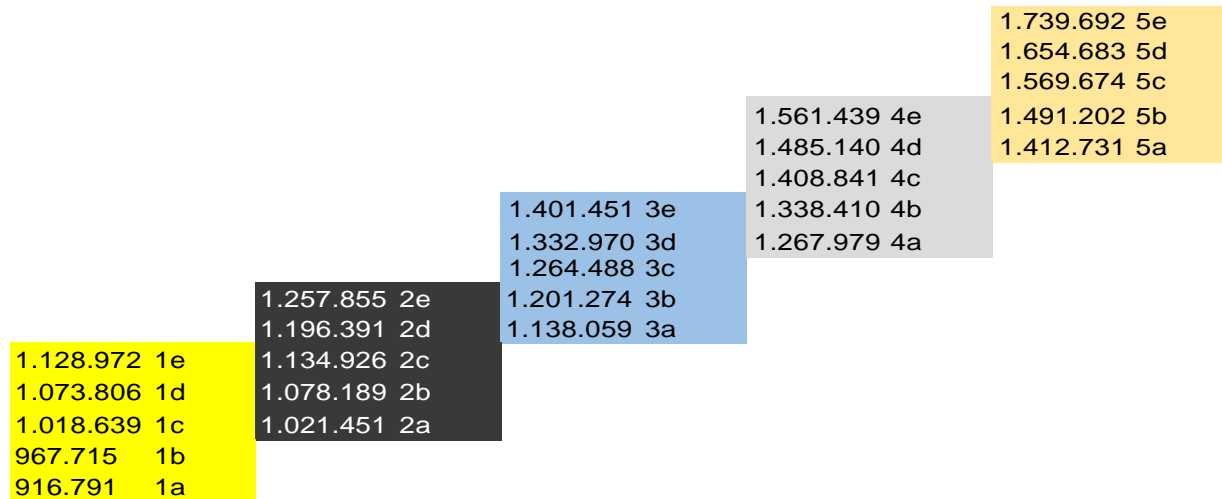 1.739.692 5e
1.654.683 5d
1.569.674 5c
1.491.202 5b
1.412.731 5a
1.561.439 4e
1.485.140 4d
1.408.841 4c
1.338.410 4b
1.267.979 4a
1.401.451 3e
1.332.970 3d
1.264.488 3c
1.201.274 3b
1.138.059 3a
1.257.855 2e
1.196.391 2d
1.134.926 2c
1.078.189 2b
1.021.451 2a
1.128.972 1e
1.073.806 1d
1.018.639 1c
967.715 1b
916.791 1a